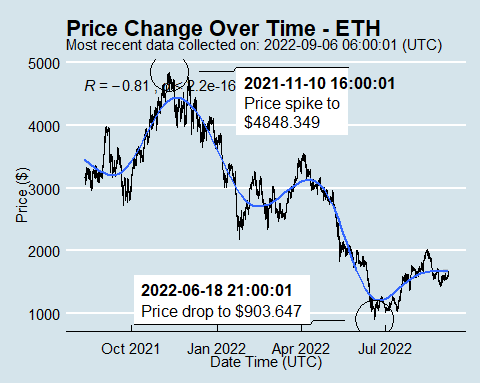 Price Change Over Time - ETH
Most recent data collected on: 2022-09-06 06:00:01 (UTC)
5000
R = −0.81 , 2.2e-16
2021-11-10 16:00:01
Price spike to
$4848.349
4000
3000
Price ($)
2000
2022-06-18 21:00:01
Price drop to $903.647
1000
Oct 2021 Jan 2022 Apr 2022 Jul 2022
Date Time (UTC)